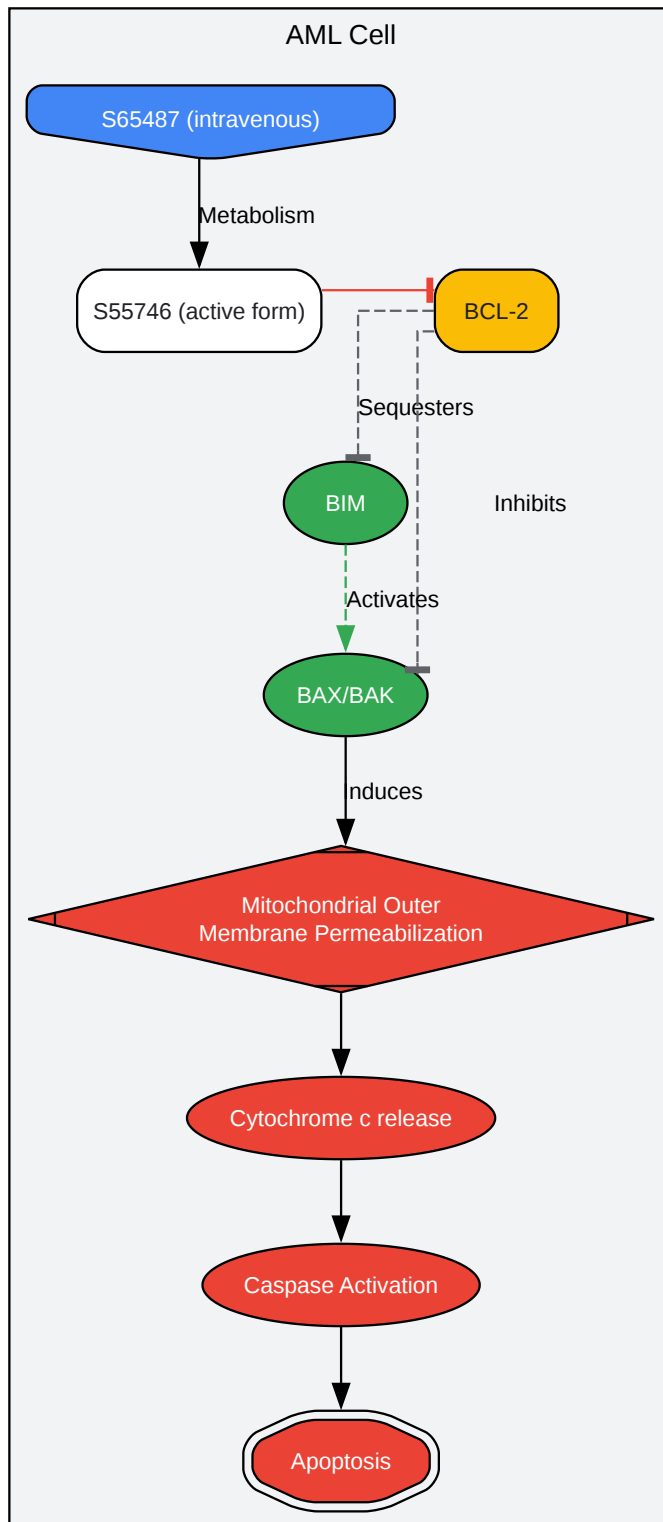 AML Cell
S65487 (intravenous)
Metabolism
S55746 (active form)
BCL-2
Sequesters
BIM
Inhibits
Activates
BAX/BAK
Induces
Mitochondrial Outer
Membrane Permeabilization
Cytochrome c release
Caspase Activation
Apoptosis